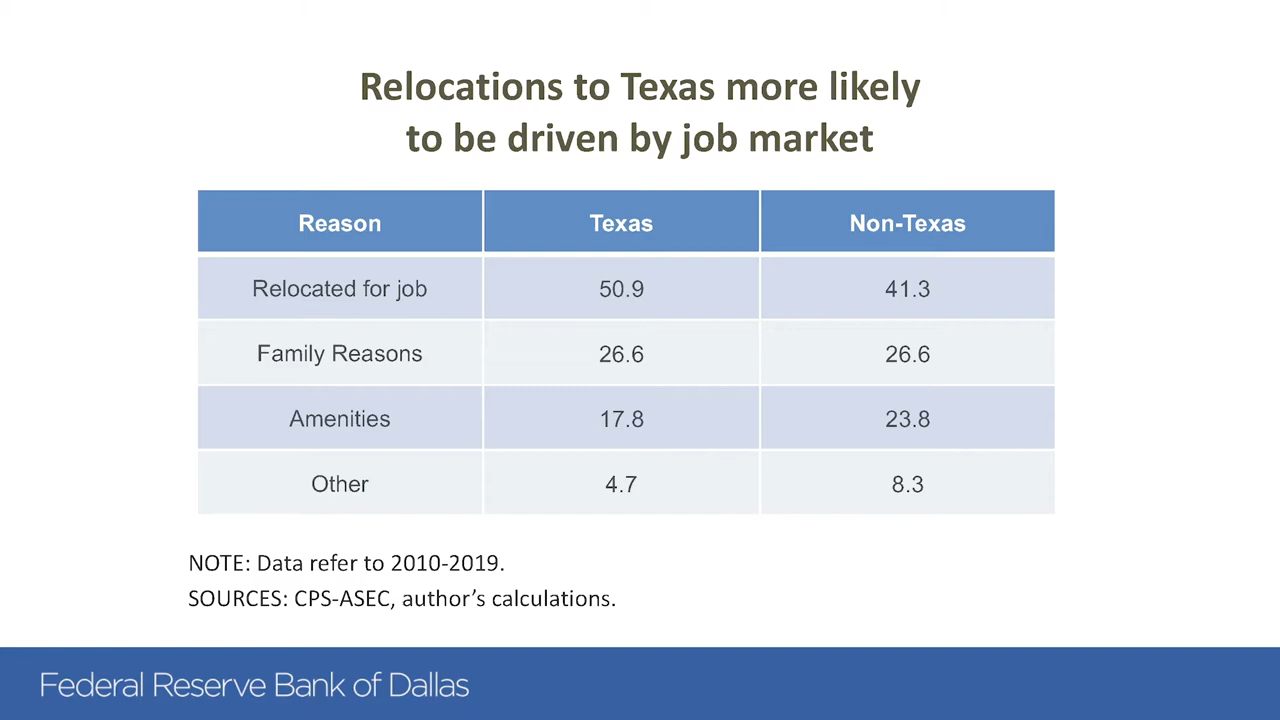 Relocations to Texas more likely
to be driven by job market
Reason Texas Non-Texas
Relocated for job 50.9 41.3
Family Reasons 26.6 26.6
Amenities 17.8 23.8
Other 4.7 8.3
NOTE: Data refer to 2010-2019.
SOURCES: CPS-ASEC, author’s calculations.
Federal Reserve Bank of Dallas